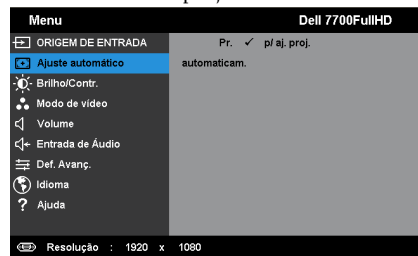 Menu Dell 7700FullHD
ORIGEM DE ENTRADA Pr. ✓ p/ aj. proj.
Ajuste automático automaticam.
Brilho/Contr.
Modo de vídeo
Volume
Entrada de Áudio
Def. Avanç.
Idioma
Ajuda
Resolução : 1920 x 1080